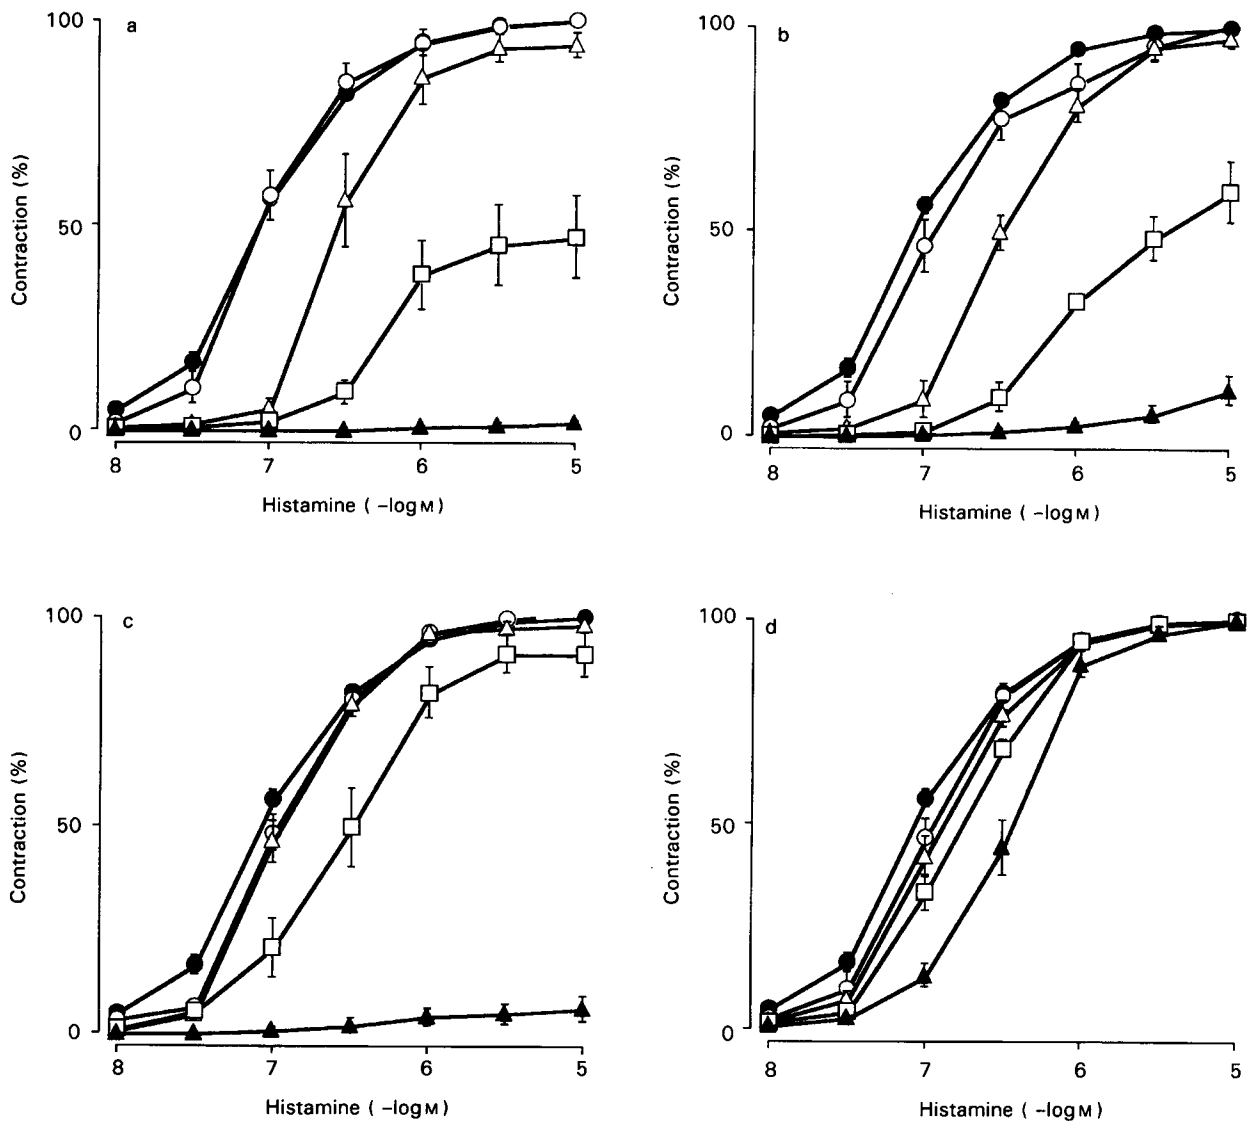 a
100
50
0
Contraction (%)
8 7 6 5
Histamine ( -log M )
b
100
50
0
Contraction (%)
8 7 6 5
Histamine ( -log M )
c
100
50
0
Contraction (%)
8 7 6 5
Histamine ( -log M )
d
100
50
0
Contraction (%)
8 7 6 5
Histamine ( -log M )